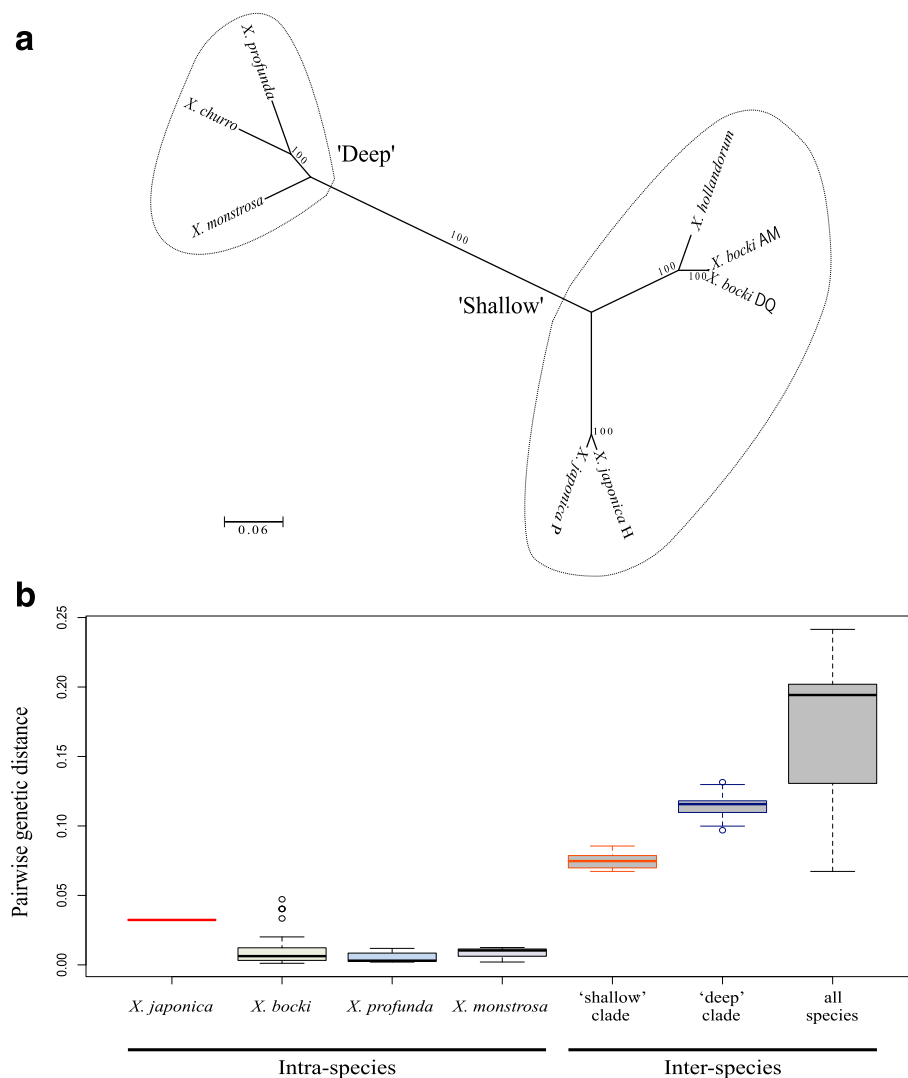 a
X. profunda
X. churro
100
'Deep'
X. monstrosa
100
X. hollandorum
X. bocki AM
100
100
X. bocki DQ
'Shallow'
100
X. japonica P
X. japonica H
0.06
b
Pairwise genetic distance
0.25
0.20
0.15
0.10
0.05
0.00
X. japonica
X. bocki
X. profunda
X. monstrosa
‘shallow’
clade
‘deep’
clade
all
species
Intra-species
Inter-species